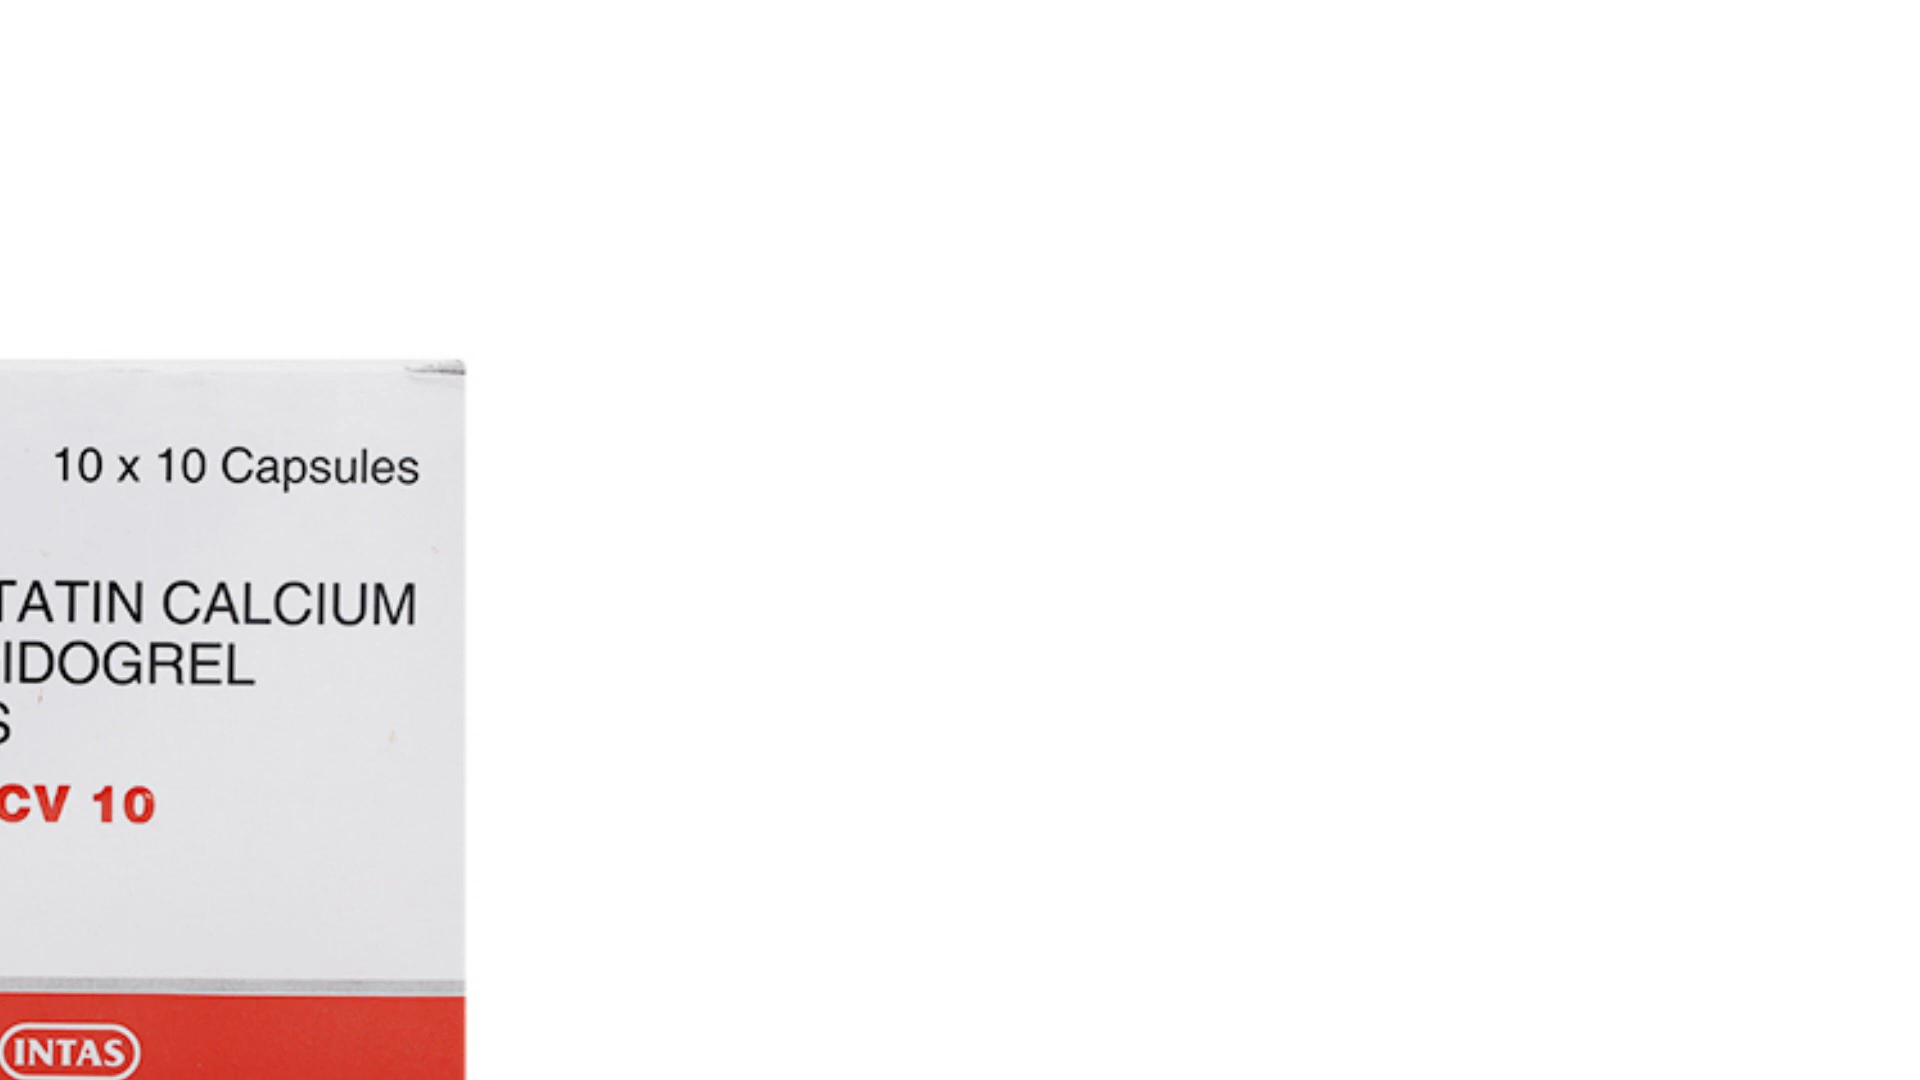 10 x 10 Capsules
TATIN CALCIUM
IDOGREL
S
CV 10
INTAS